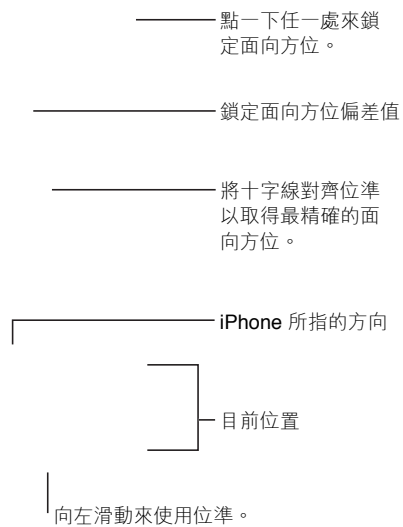 點一下任一處來鎖
定面向方位。
鎖定面向方位偏差值
將十字線對齊位準
以取得最精確的面
向方位。
iPhone 所指的方向
目前位置
向左滑動來使用位準。